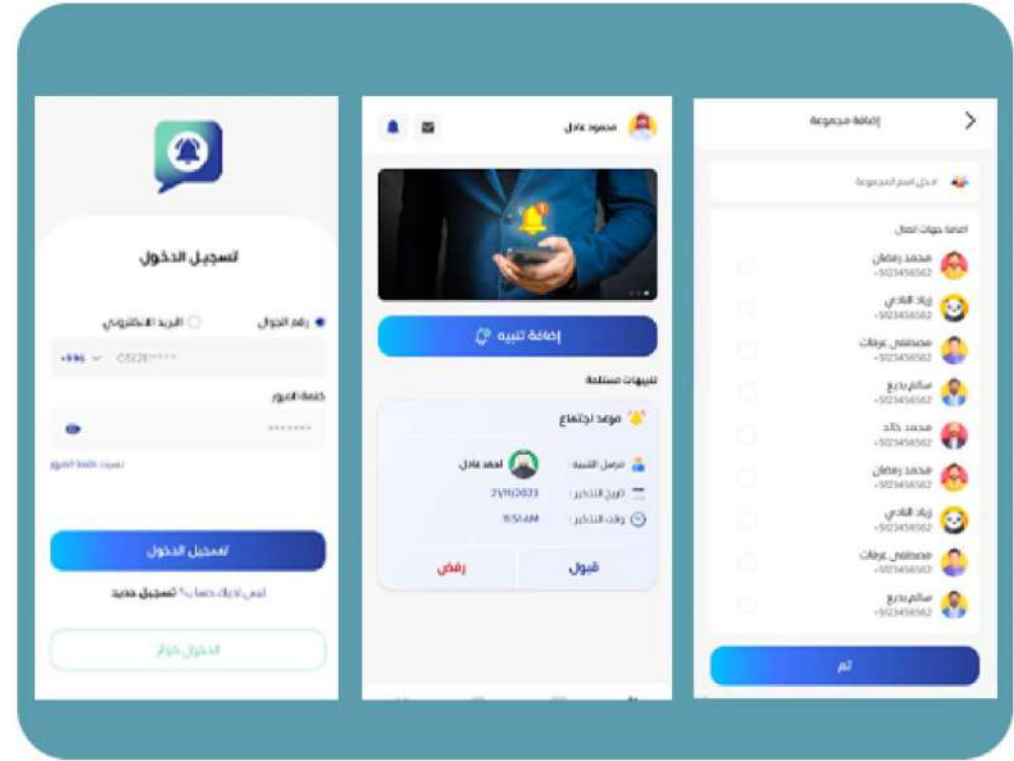 تسجيل الدخول
رقم الجوال
البريد الالكتروني
كلمة المرور
نسيت كلمة المرور
تسجيل الدخول
ليس لديك حساب؟ تسجيل جديد
الدخول كزائر
محمود عادل
إضافة تنبيه
تنبيهات مستلمة
موعد اجتماع
مرسل التنبيه : احمد عادل
تاريخ التذكير : 21/11/2023
وقت التذكير : 11:51 AM
قبول
رفض
إضافة مجموعة
ادخل اسم المجموعة
اضافة جهات اتصال
محمد رمضان
زياد النادي
مصطفى عرفات
سالم بديع
محمد خالد
محمد رمضان
زياد النادي
مصطفى عرفات
سالم بديع
تم